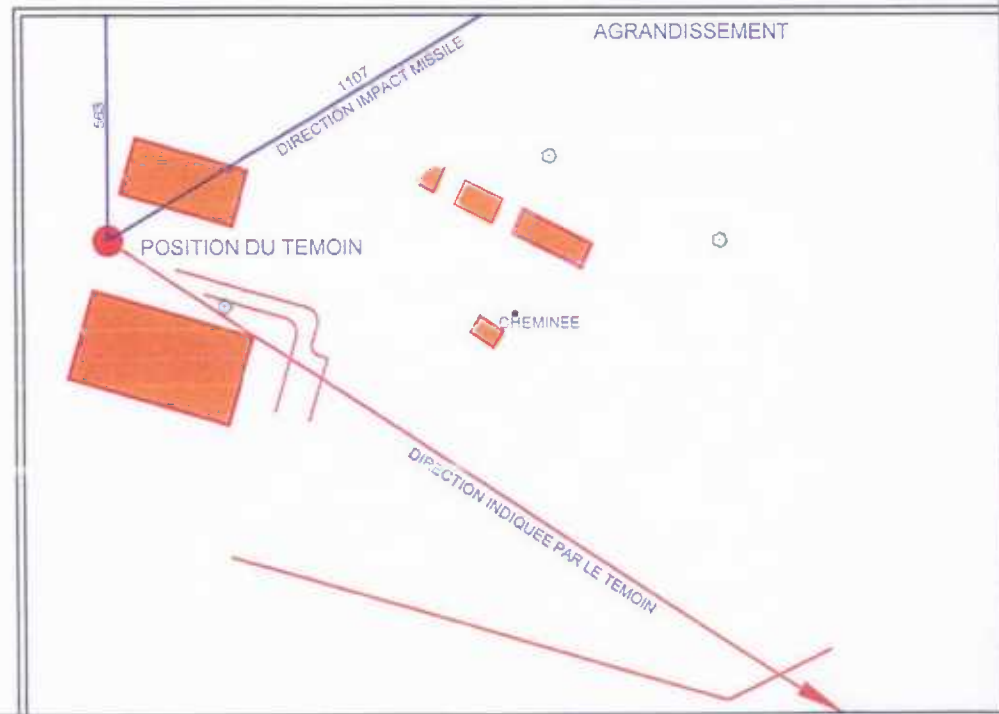 AGRANDISSEMENT
563
1107
DIRECTION IMPACT MISSILE
POSITION DU TEMOIN
CHEMINEE
DIRECTION INDIQUEE PAR LE TEMOIN